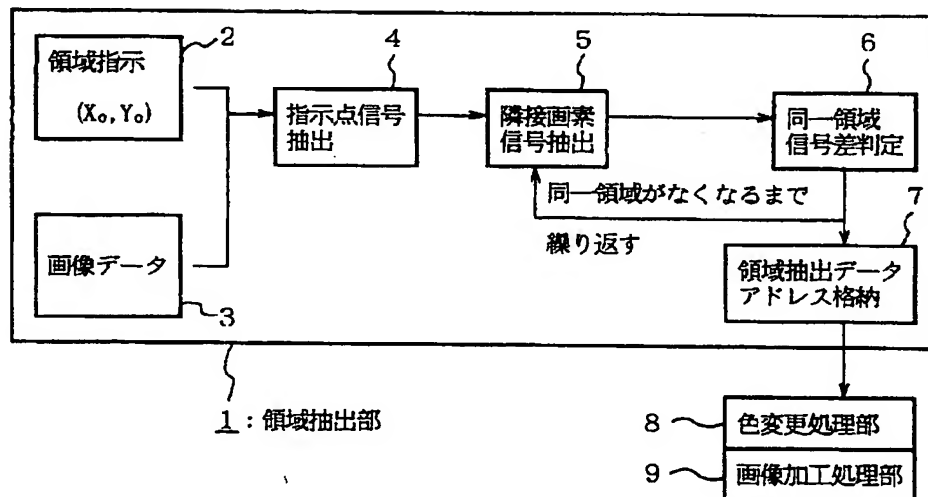 2
領域指示
(X₀,Y₀)
4
指示点信号
抽出
5
隣接画素
信号抽出
6
同一領域
信号差判定
同一領域がなくなるまで
繰り返す
7
領域抽出データ
アドレス格納
画像データ
3
1:領域抽出部
8
色変更処理部
9
画像加工処理部